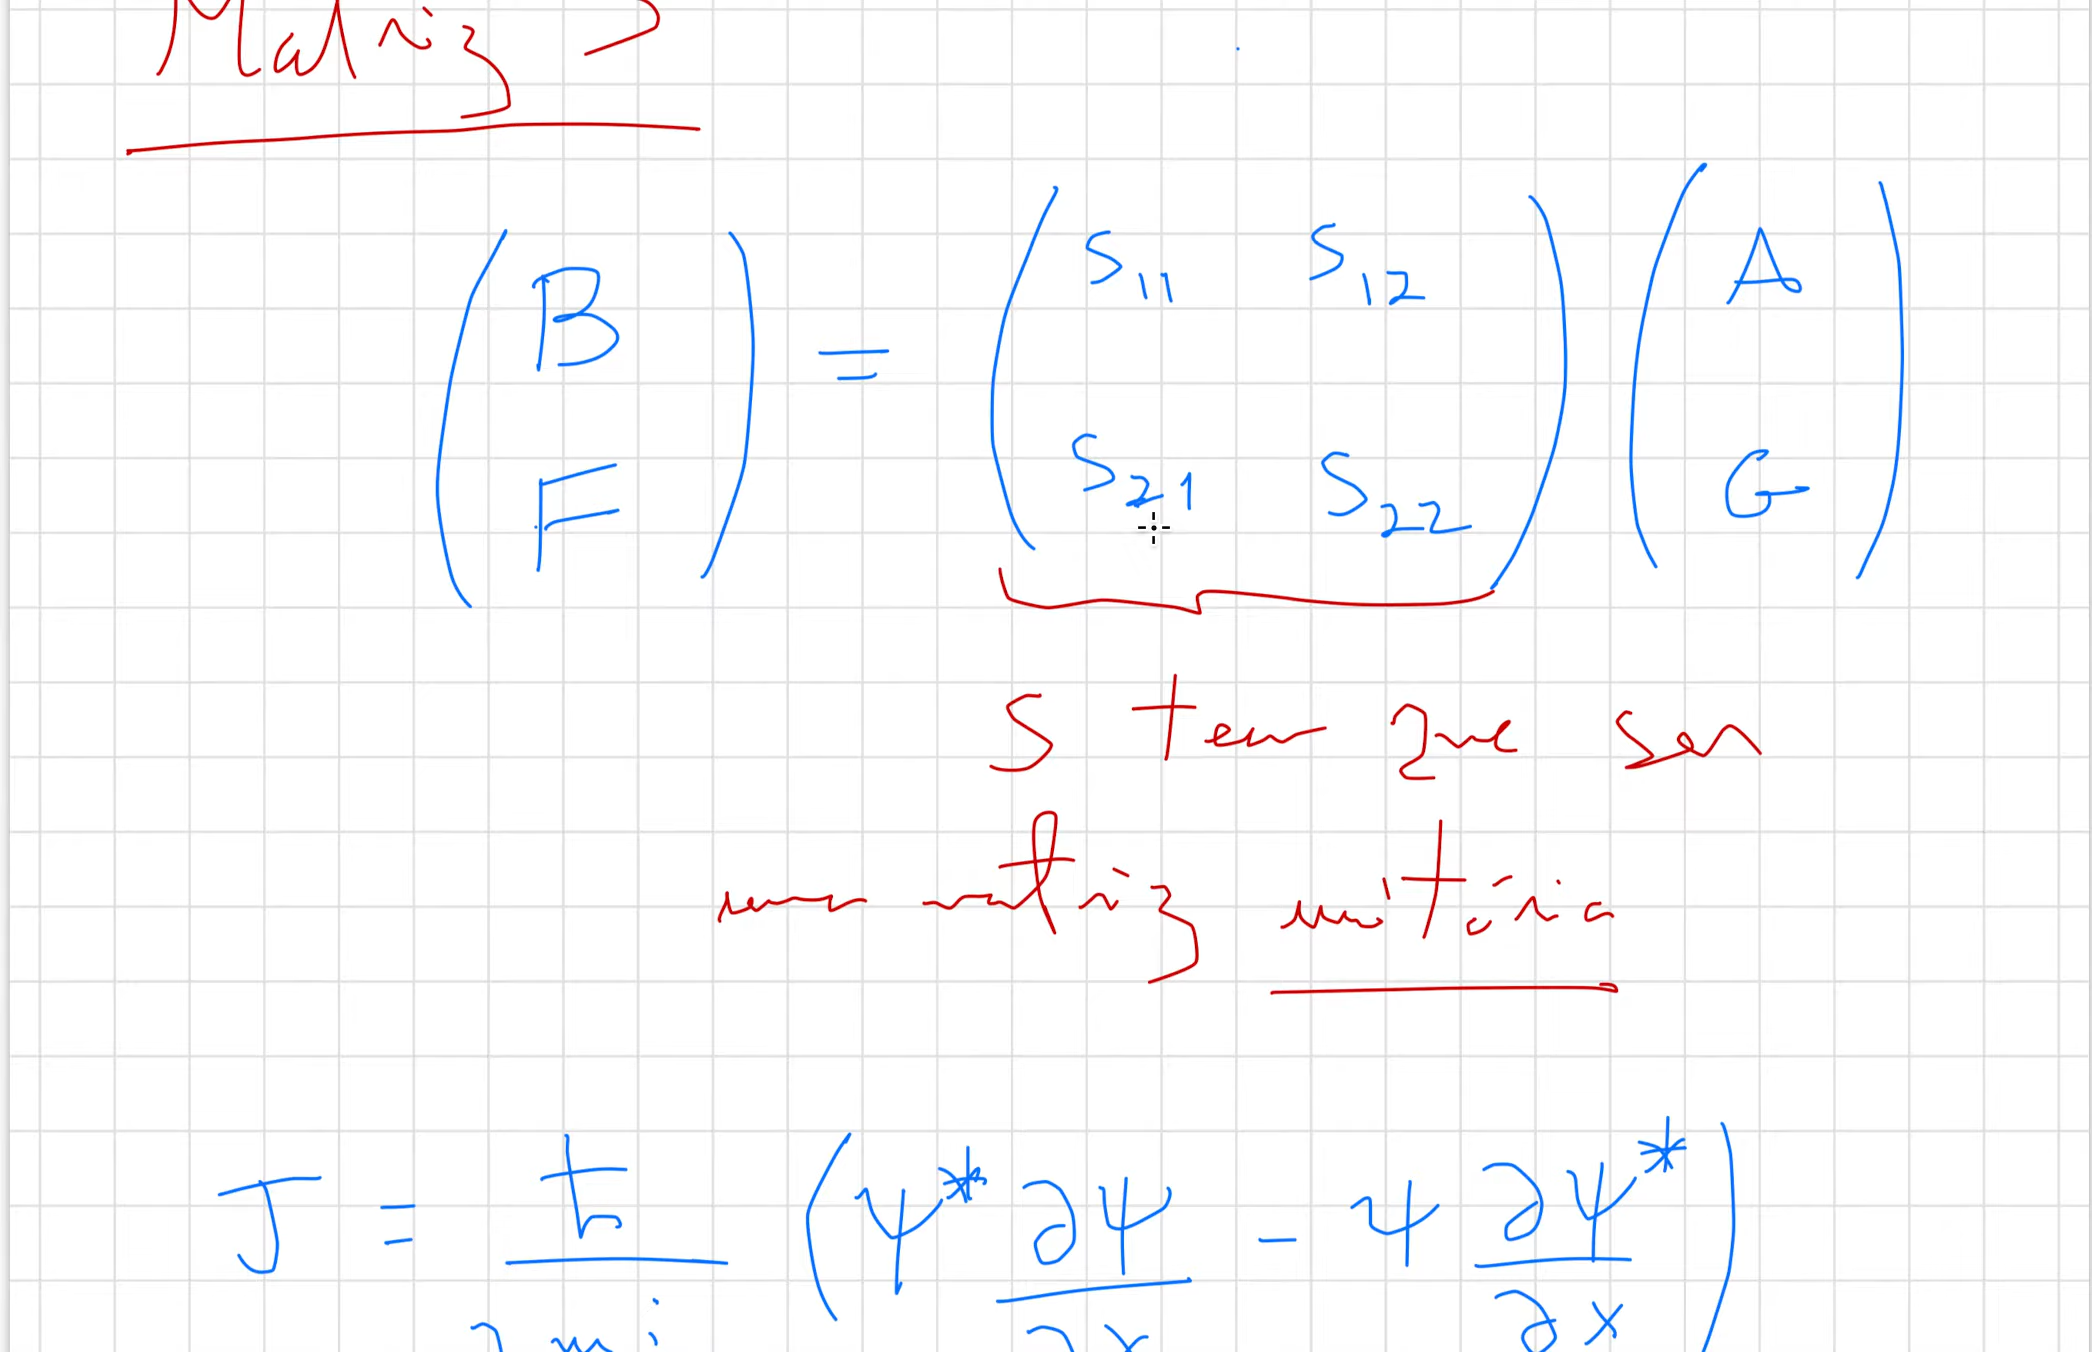 Matriz S
( B ) = ( S11 S12 ) ( A )
( F ) ( S21 S22 ) ( G )
S tem que ser
uma matriz unitária
J = ħ / 2mi ( ψ* ∂ψ/∂x − ψ ∂ψ*/∂x )